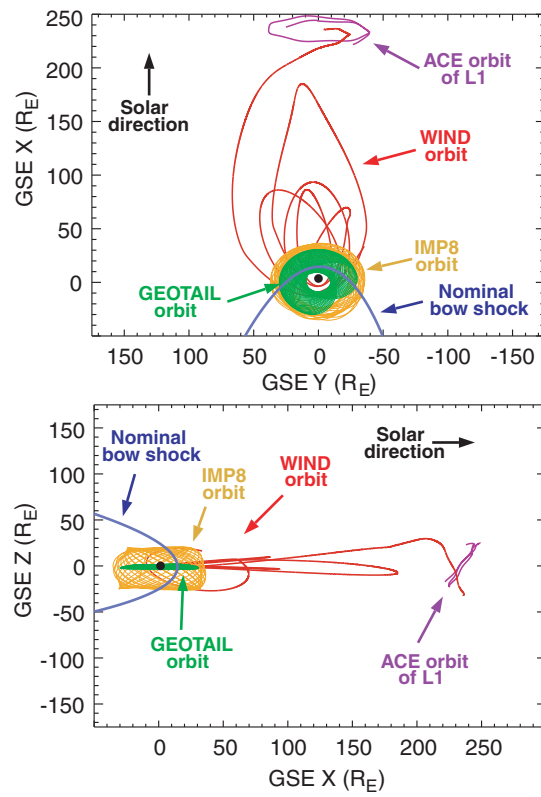 250
200
150
100
50
0
GSE X (R_E)
Solar
direction
ACE orbit
of L1
WIND
orbit
IMP8
orbit
GEOTAIL
orbit
Nominal
bow shock
150 100 50 0 -50 -100 -150
GSE Y (R_E)
150
100
50
0
-50
-100
-150
GSE Z (R_E)
Nominal
bow shock
IMP8
orbit
WIND
orbit
Solar
direction
GEOTAIL
orbit
ACE orbit
of L1
0 50 100 150 200 250
GSE X (R_E)